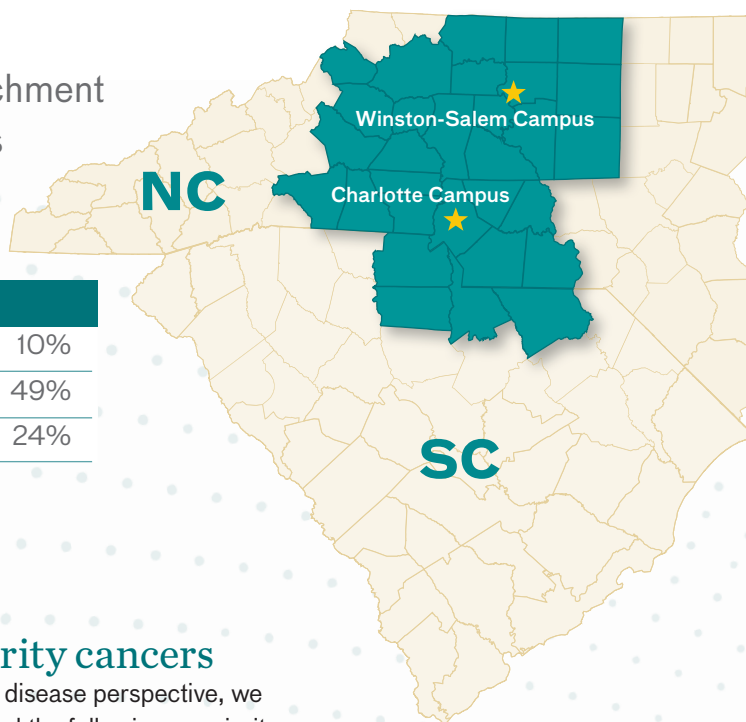 chment
s
Winston-Salem Campus
NC
Charlotte Campus
10%
49%
24%
SC
rity cancers
disease perspective, we